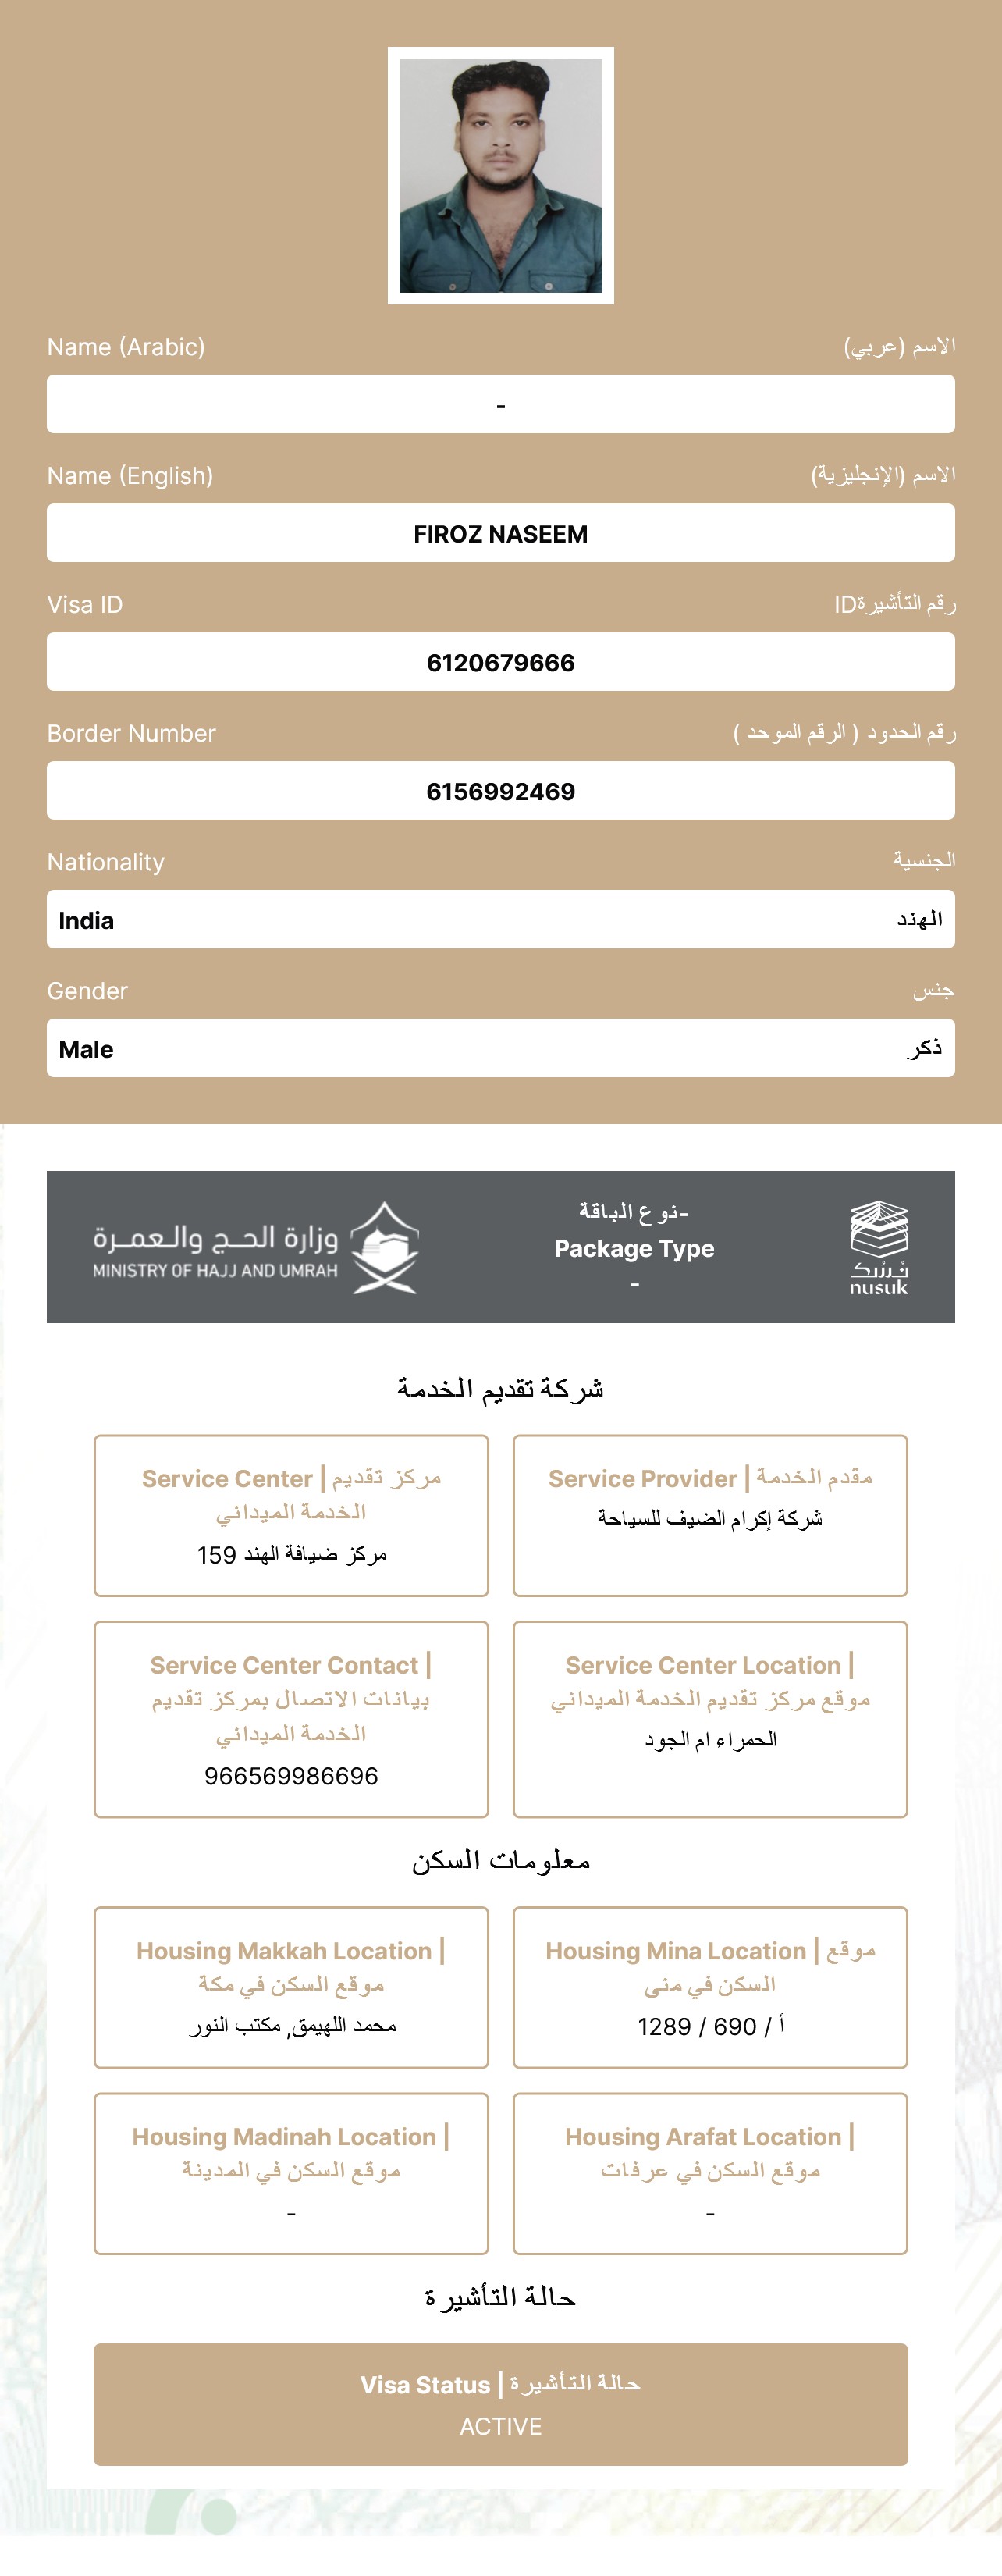 Name (Arabic) الاسم (عربي)
-
Name (English) الاسم (الإنجليزية)
FIROZ NASEEM
Visa ID رقم التأشيرةID
6120679666
Border Number رقم الحدود ( الرقم الموحد )
6156992469
Nationality الجنسية
India الهند
Gender جنس
Male ذكر
وزارة الحج والعمرة
MINISTRY OF HAJJ AND UMRAH
-نوع الباقة
Package Type
-
نُسُك
nusuk
شركة تقديم الخدمة
Service Center | مركز تقديم
الخدمة الميداني
مركز ضيافة الهند 159
Service Provider | مقدم الخدمة
شركة إكرام الضيف للسياحة
Service Center Contact |
بيانات الاتصال بمركز تقديم
الخدمة الميداني
966569986696
Service Center Location |
موقع مركز تقديم الخدمة الميداني
الحمراء ام الجود
معلومات السكن
Housing Makkah Location |
موقع السكن في مكة
محمد اللهيمق, مكتب النور
Housing Mina Location | موقع
السكن في منى
أ / 690 / 1289
Housing Madinah Location |
موقع السكن في المدينة
-
Housing Arafat Location |
موقع السكن في عرفات
-
حالة التأشيرة
Visa Status | حالة التأشيرة
ACTIVE